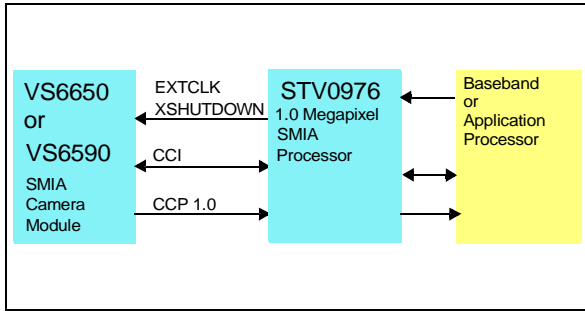 VS6650
or
VS6590
SMIA
Camera
Module
EXTCLK
XSHUTDOWN
CCI
CCP 1.0
STV0976
1.0 Megapixel
SMIA
Processor
Baseband
or
Application
Processor